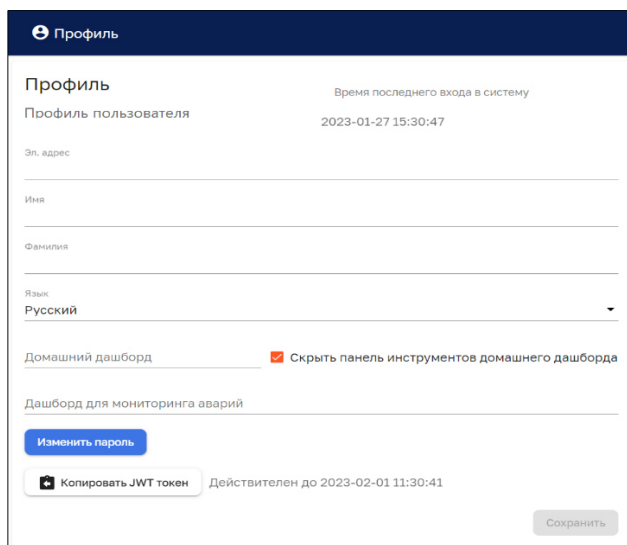 Профиль
Профиль
Время последнего входа в систему
Профиль пользователя
2023-01-27 15:30:47
Эл. адрес
Имя
Фамилия
Язык
Русский
Домашний дашборд
Скрыть панель инструментов домашнего дашборда
Дашборд для мониторинга аварий
Изменить пароль
Копировать JWT токен Действителен до 2023-02-01 11:30:41
Сохранить